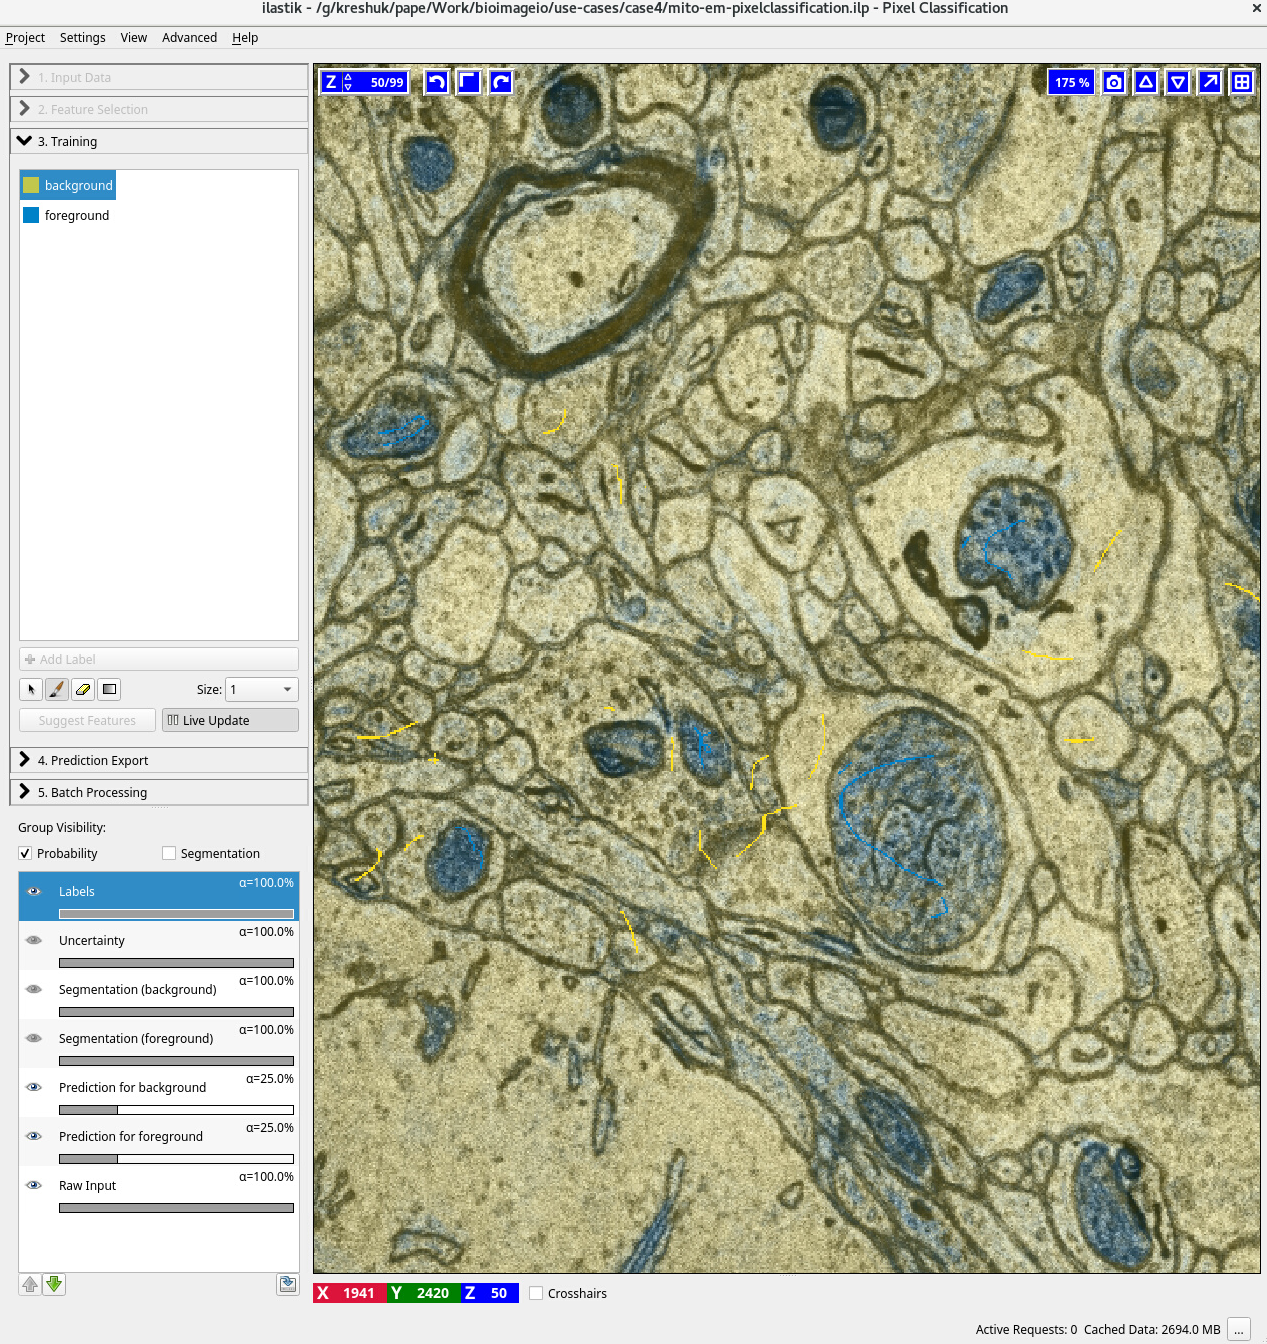 ilastik - /g/kreshuk/pape/Work/bioimageio/use-cases/case4/mito-em-pixelclassification.ilp - Pixel Classification
Project Settings View Advanced Help
1. Input Data
2. Feature Selection
3. Training
background
foreground
Add Label
Size: 1
Suggest Features Live Update
4. Prediction Export
5. Batch Processing
Group Visibility:
Probability Segmentation
Labels α=100.0%
Uncertainty α=100.0%
Segmentation (background) α=100.0%
Segmentation (foreground) α=100.0%
Prediction for background α=25.0%
Prediction for foreground α=25.0%
Raw Input α=100.0%
Z 50/99
175 %
X 1941 Y 2420 Z 50 Crosshairs
Active Requests: 0 Cached Data: 2694.0 MB ...